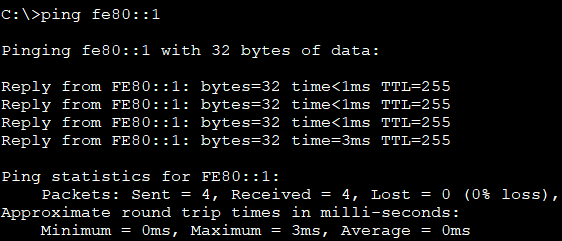 C:\>ping fe80::1
Pinging fe80::1 with 32 bytes of data:
Reply from FE80::1: bytes=32 time<1ms TTL=255
Reply from FE80::1: bytes=32 time<1ms TTL=255
Reply from FE80::1: bytes=32 time<1ms TTL=255
Reply from FE80::1: bytes=32 time=3ms TTL=255
Ping statistics for FE80::1:
    Packets: Sent = 4, Received = 4, Lost = 0 (0% loss),
Approximate round trip times in milli-seconds:
    Minimum = 0ms, Maximum = 3ms, Average = 0ms